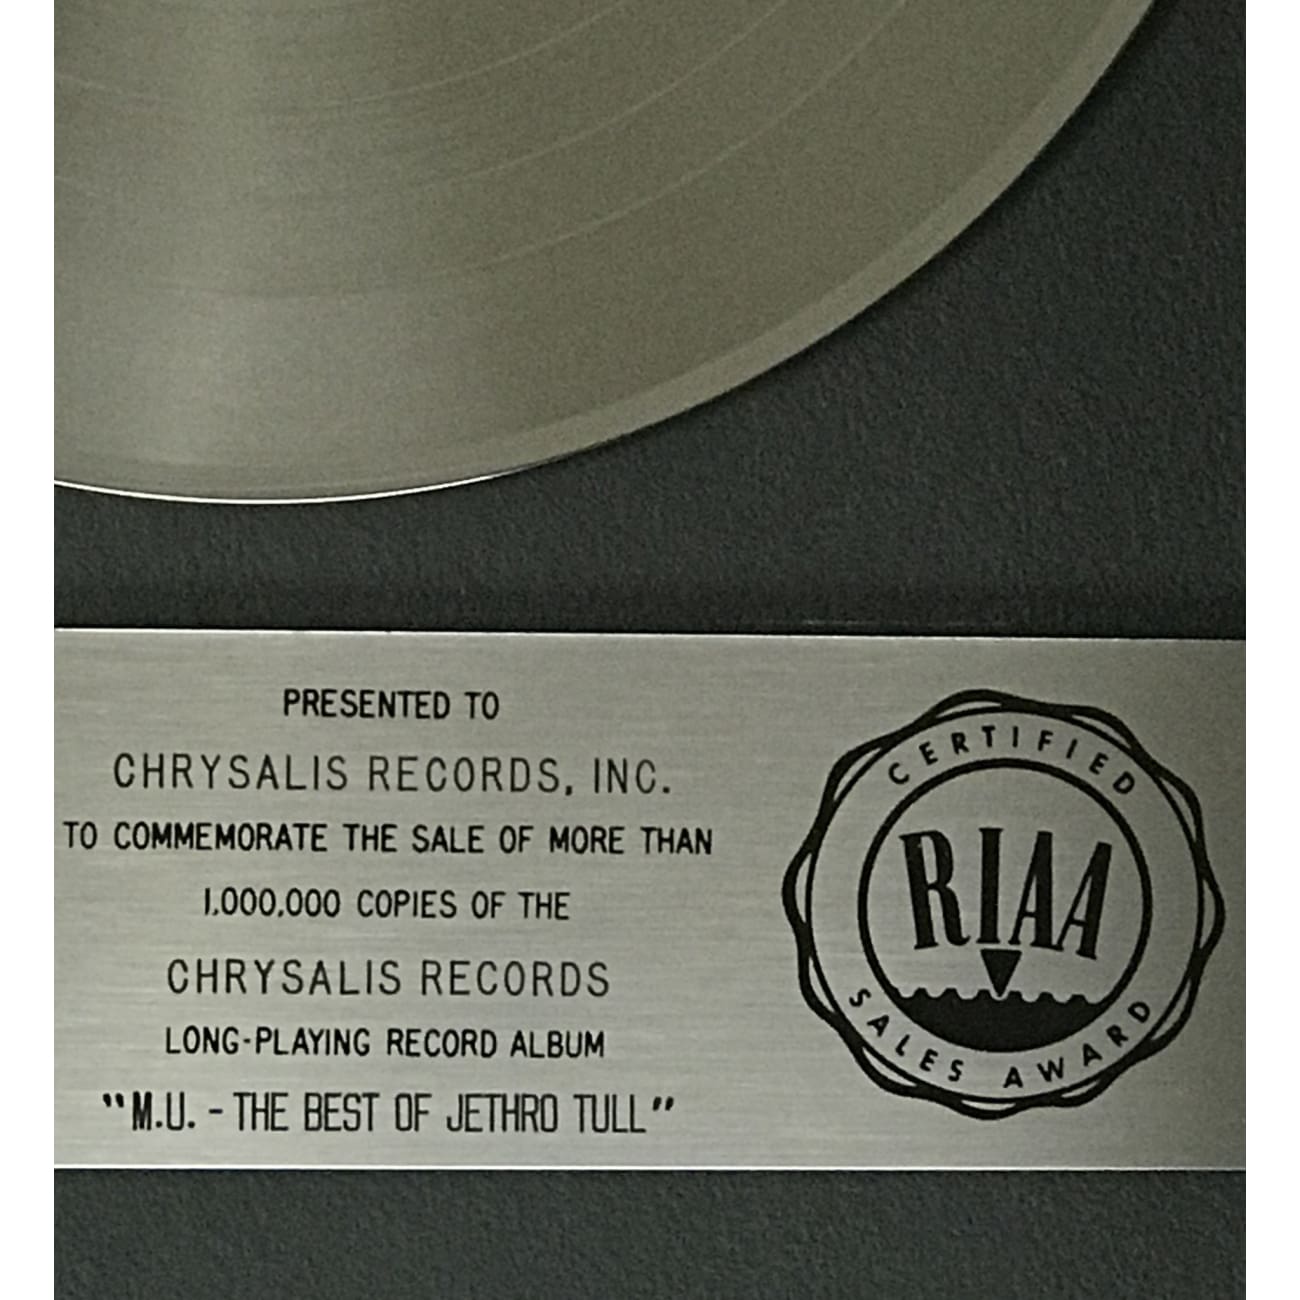 PRESENTED TO
CHRYSALIS RECORDS, INC.
TO COMMEMORATE THE SALE OF MORE THAN
1,000,000 COPIES OF THE
CHRYSALIS RECORDS
LONG-PLAYING RECORD ALBUM
"M.U. - THE BEST OF JETHRO TULL"
CERTIFIED
RIAA
SALES AWARD